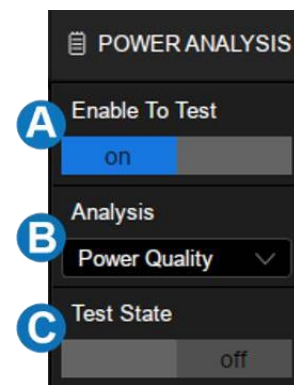 POWER ANALYSIS
A
Enable To Test
on
B
Analysis
Power Quality
C
Test State
off